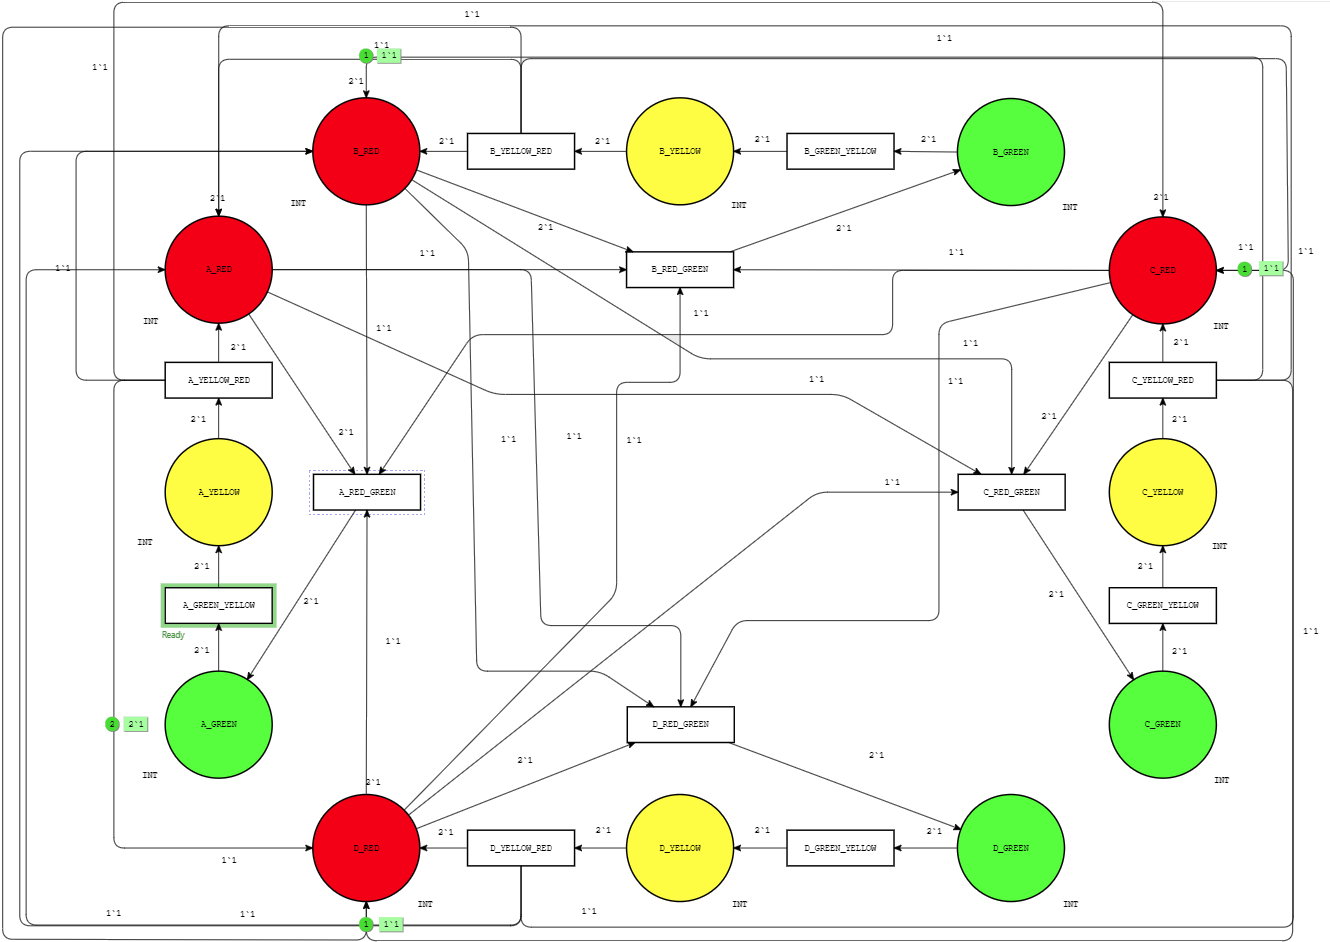 1`1
1`1
1`1
1 1`1
1`1
2`1
B_RED
2`1
B_YELLOW_RED
2`1
B_YELLOW
2`1
B_GREEN_YELLOW
2`1
B_GREEN
2`1
INT
INT
INT
2`1
2`1
2`1
1`1
1`1
1`1
1`1
1`1
A_RED
B_RED_GREEN
C_RED
1 1`1
INT
1`1
INT
1`1
2`1
1`1
2`1
A_YELLOW_RED
1`1
1`1
C_YELLOW_RED
2`1
2`1
2`1
2`1
1`1
1`1
1`1
A_YELLOW
A_RED_GREEN
1`1
C_RED_GREEN
C_YELLOW
INT
INT
2`1
2`1
A_GREEN_YELLOW
2`1
2`1
C_GREEN_YELLOW
Ready
1`1
2`1
1`1
2`1
2 2`1
A_GREEN
D_RED_GREEN
C_GREEN
INT
2`1
2`1
INT
2`1
D_RED
2`1
D_YELLOW_RED
2`1
D_YELLOW
2`1
D_GREEN_YELLOW
2`1
D_GREEN
1`1
INT
INT
INT
1`1
1`1
1`1
1 1`1